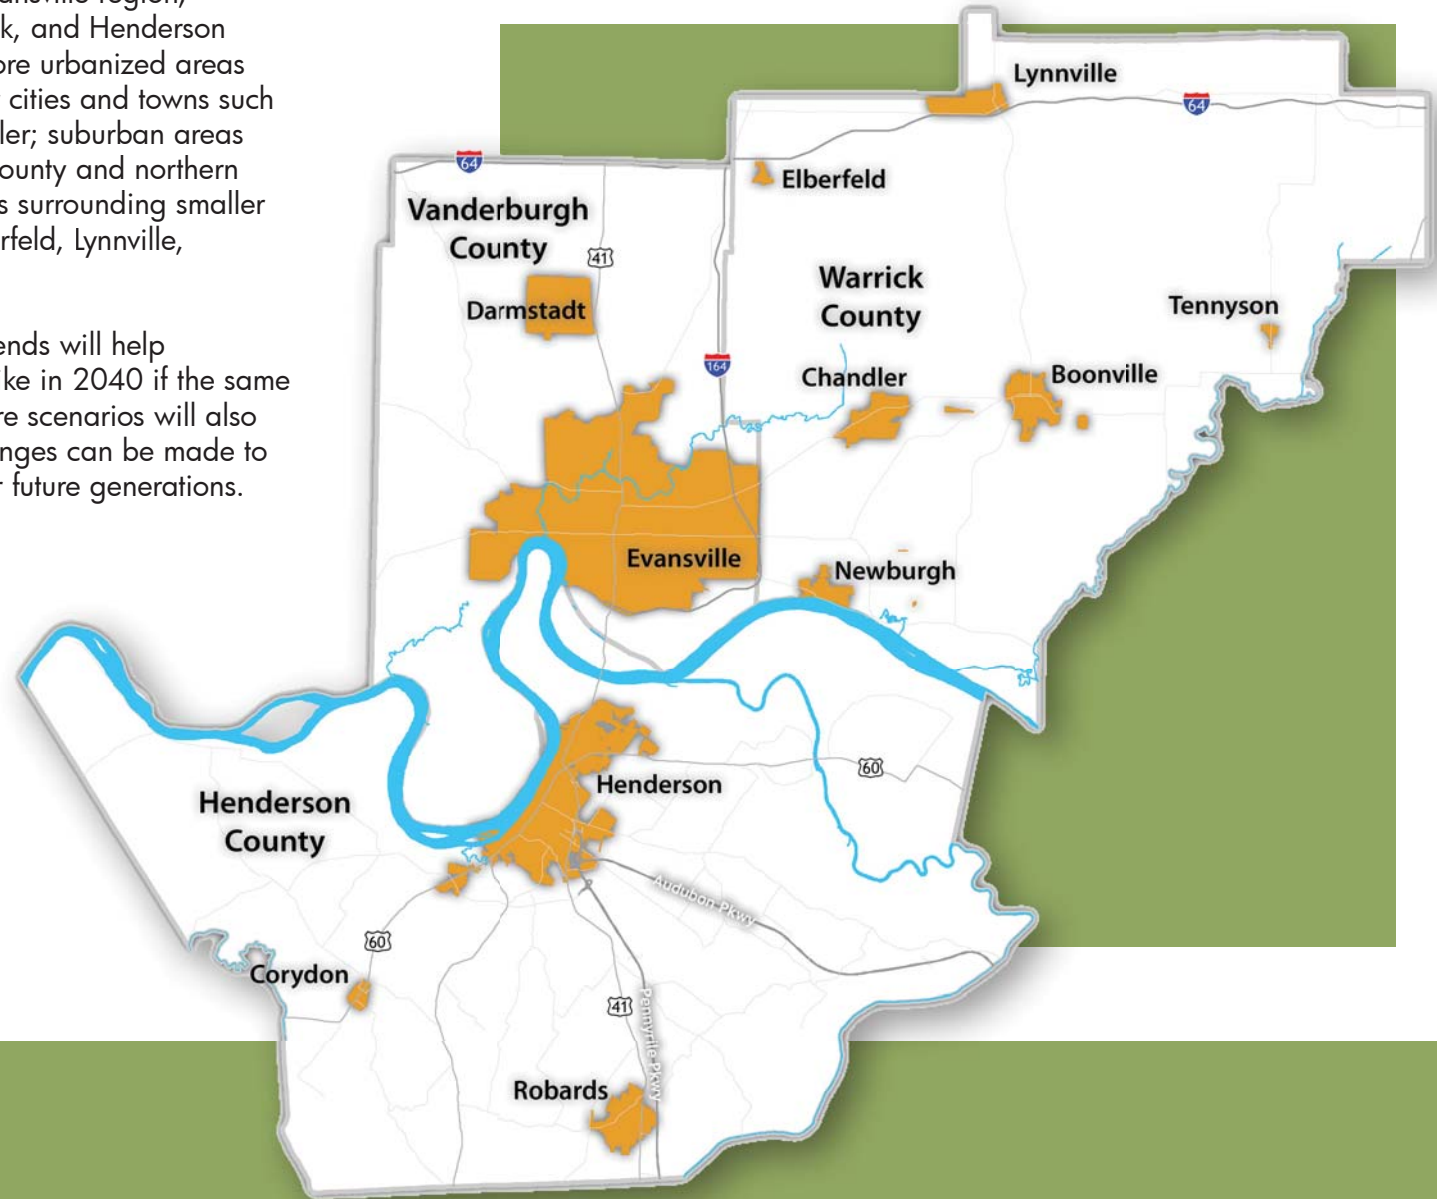 region,
k, and Henderson
ore urbanized areas
cities and towns such
ler; suburban areas
ounty and northern
s surrounding smaller
rfeld, Lynnville,
ends will help
ike in 2040 if the same
re scenarios will also
nges can be made to
r future generations.
Lynnville
64
64
Elberfeld
Vanderburgh
County
41
Warrick
County
Darmstadt
Tennyson
164
Chandler
Boonville
Evansville
Newburgh
60
Henderson
Henderson
County
Audubon Pkwy
60
Corydon
41
Pennyrile Pkwy
Robards